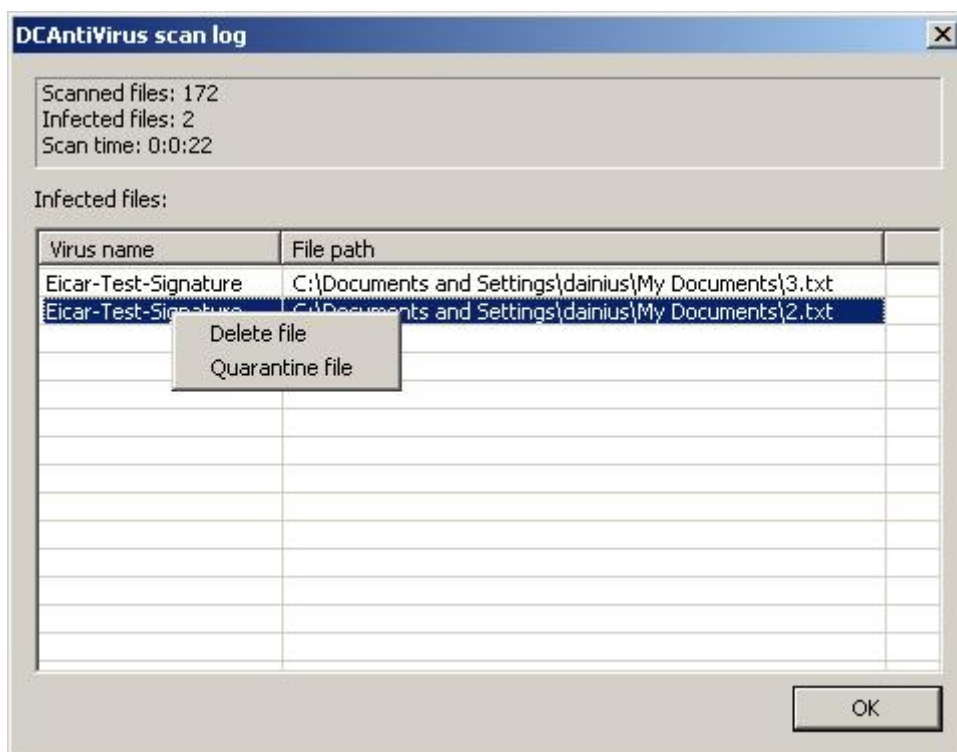 DCAntiVirus scan log
Scanned files: 172
Infected files: 2
Scan time: 0:0:22
Infected files:
Virus name File path
Eicar-Test-Signature C:\Documents and Settings\dainius\My Documents\3.txt
Eicar-Test-Signature C:\Documents and Settings\dainius\My Documents\2.txt
Delete file
Quarantine file
OK